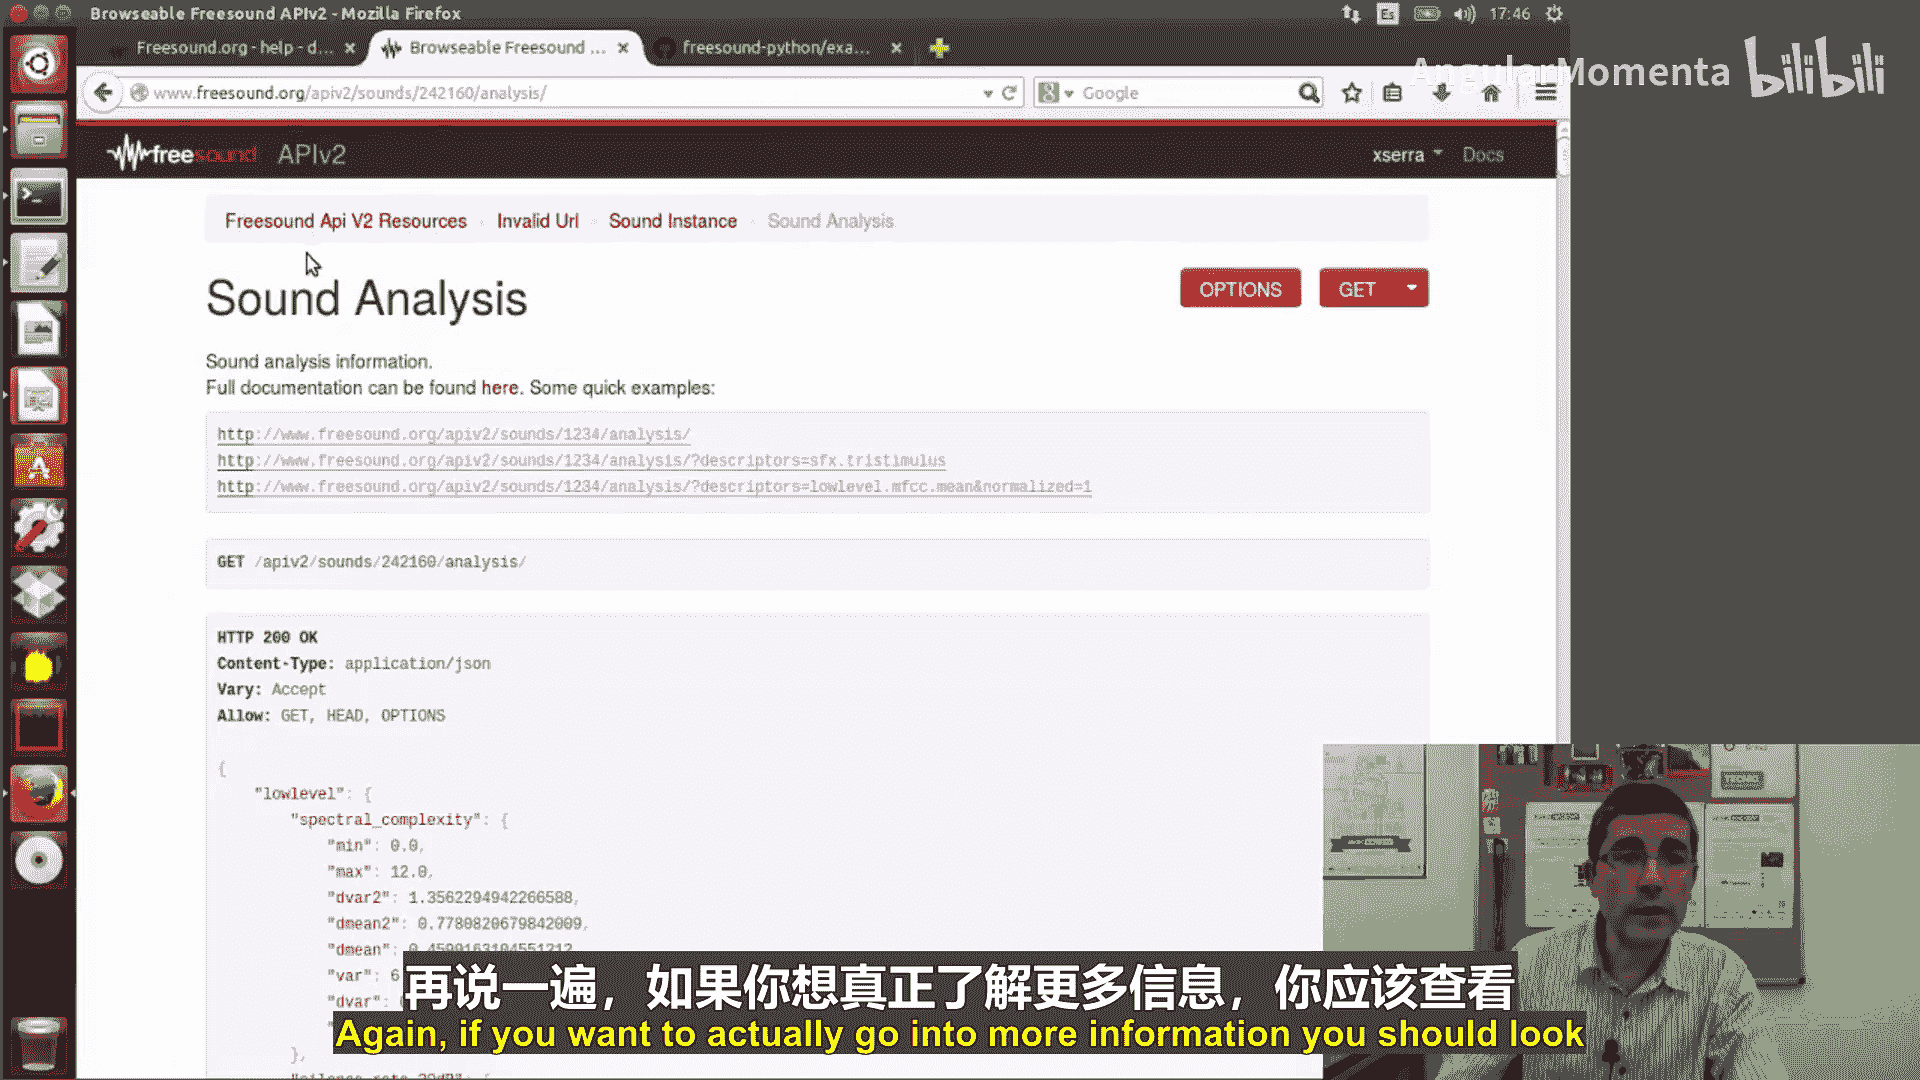 Browseable Freesound APIv2 - Mozilla Firefox
Es
17:46
Freesound.org - help - d...
Browseable Freesound ...
freesound-python/exa...
www.freesound.org/apiv2/sounds/242160/analysis/
Google
AngularMomenta bilibili
freesound APIv2
xserra
Docs
Freesound Api V2 Resources
Invalid Url
Sound Instance
Sound Analysis
Sound Analysis
OPTIONS
GET
Sound analysis information.
Full documentation can be found here. Some quick examples:
http://www.freesound.org/apiv2/sounds/1234/analysis/
http://www.freesound.org/apiv2/sounds/1234/analysis/?descriptors=sfx.tristimulus
http://www.freesound.org/apiv2/sounds/1234/analysis/?descriptors=lowlevel.mfcc.mean&normalized=1
GET /apiv2/sounds/242160/analysis/
HTTP 200 OK
Content-Type: application/json
Vary: Accept
Allow: GET, HEAD, OPTIONS
{
"lowlevel": {
"spectral_complexity": {
"min": 0.0,
"max": 12.0,
"dvar2": 1.3562294942266588,
"dmean2": 0.7780820679842009,
"dmean":
"var": 6
"dvar":
},
再说一遍，如果你想真正了解更多信息，你应该查看
Again, if you want to actually go into more information you should look